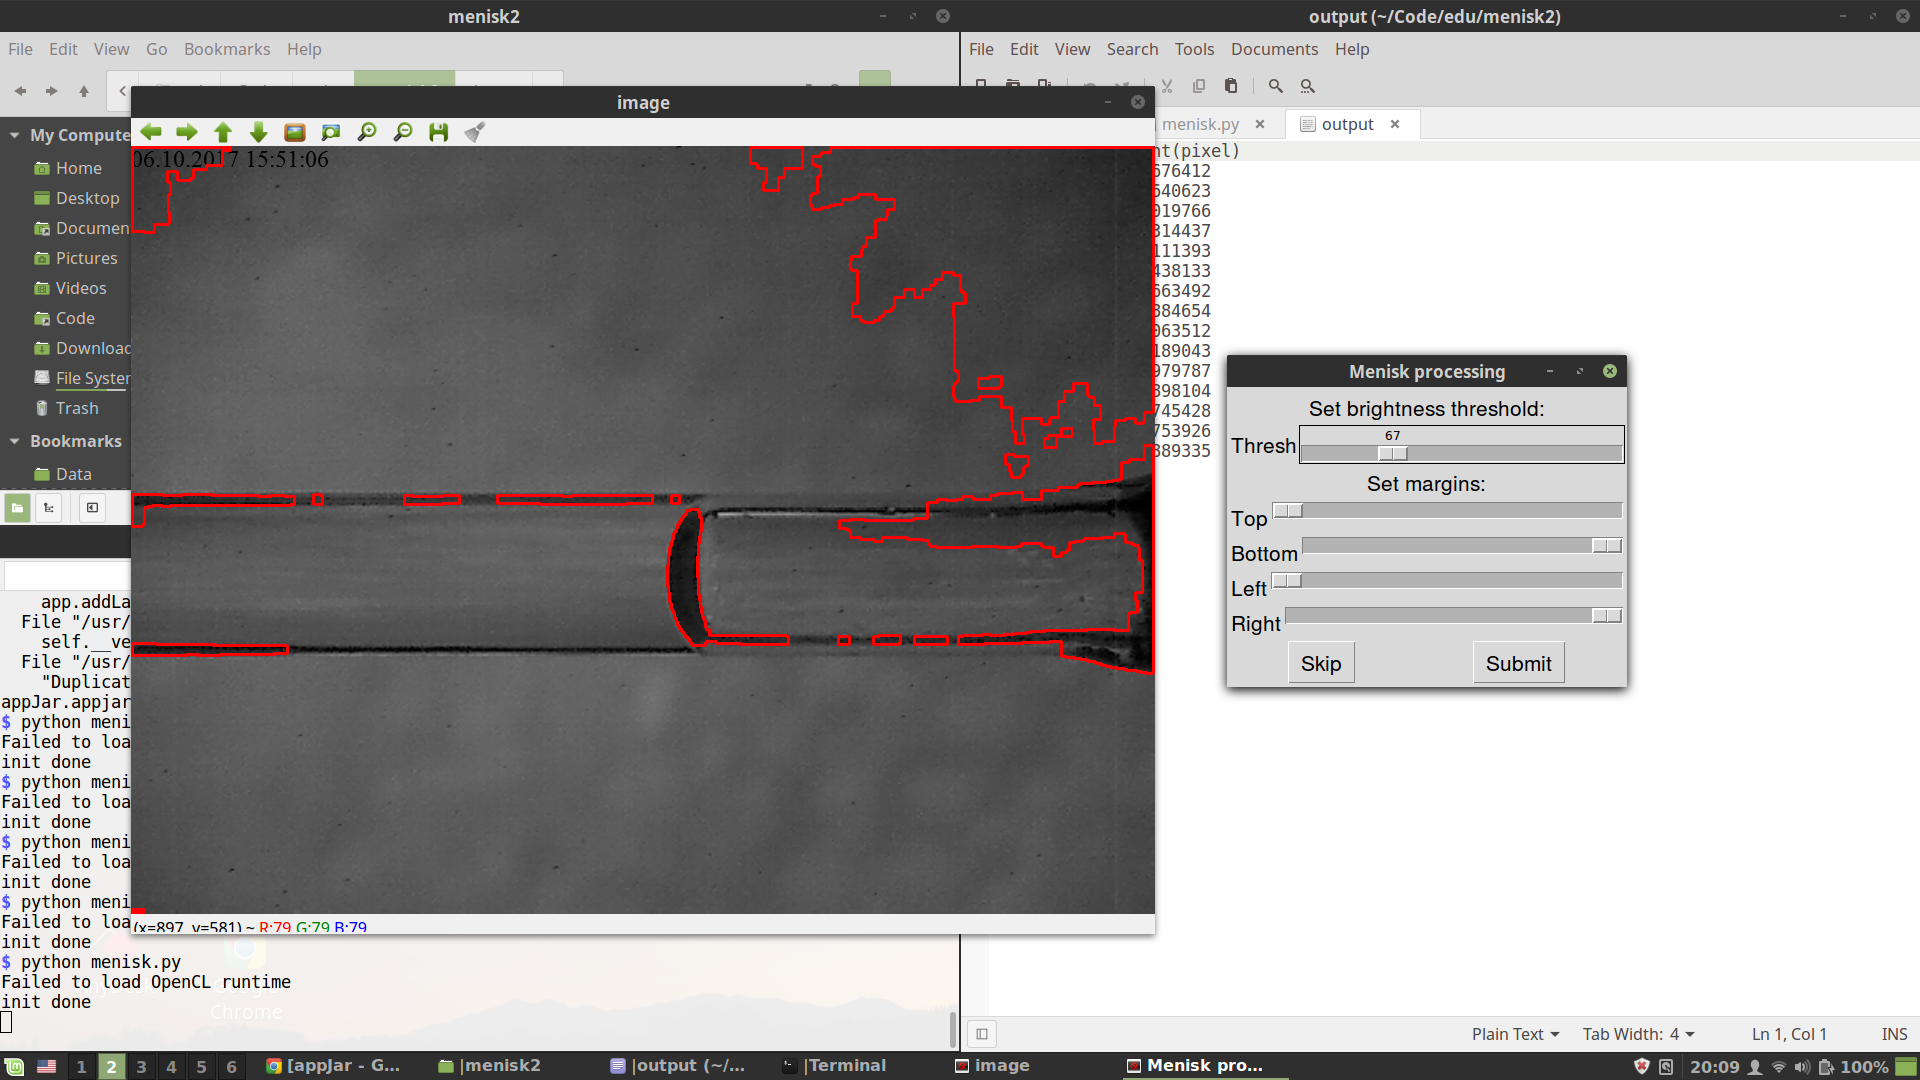 menisk2
output (~/Code/edu/menisk2)
File Edit View Go Bookmarks Help
File Edit View Search Tools Documents Help
image
menisk.py
output
My Compute
Home
Desktop
Documen
Pictures
Videos
Code
Download
File Syster
Trash
Bookmarks
Data
06.10.2017 15:51:06
nt(pixel)
676412
640623
019766
314437
111393
438133
663492
384654
063512
189043
979787
898104
745428
753926
389335
Menisk processing
Set brightness threshold:
67
Thresh
Set margins:
Top
Bottom
Left
Right
Skip Submit
app.addLa
File "/usr/
self.__ve
File "/usr/
"Duplicat
appJar.appjar
$ python meni
Failed to loa
init done
$ python meni
Failed to loa
init done
$ python meni
Failed to loa
init done
$ python meni
Failed to loa
init done
$ python menisk.py
Failed to load OpenCL runtime
init done
(x=897, y=581) ~ R:79 G:79 B:79
Chrome
Plain Text Tab Width: 4 Ln 1, Col 1 INS
1 2 3 4 5 6 [appJar - G... |menisk2 |output (~/... |Terminal image Menisk pro... 20:09 100%